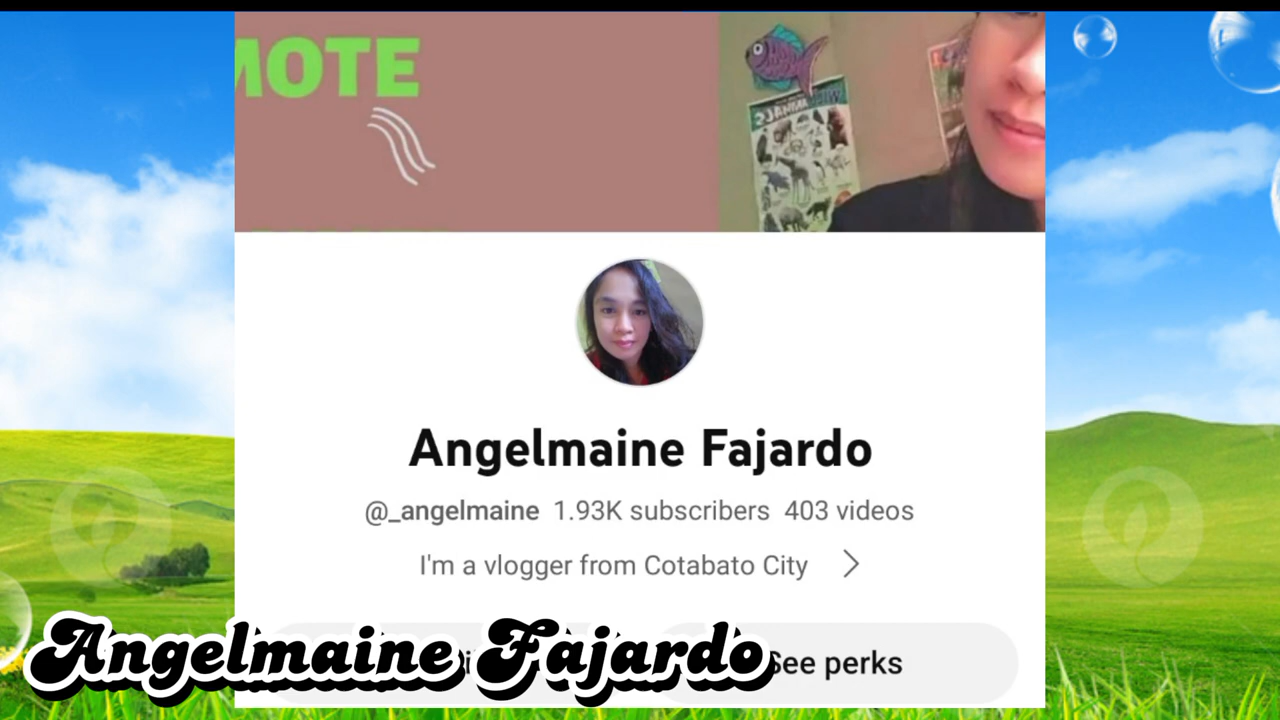 MOTE
Angelmaine Fajardo
@_angelmaine 1.93K subscribers 403 videos
I'm a vlogger from Cotabato City
See perks
Angelmaine Fajardo